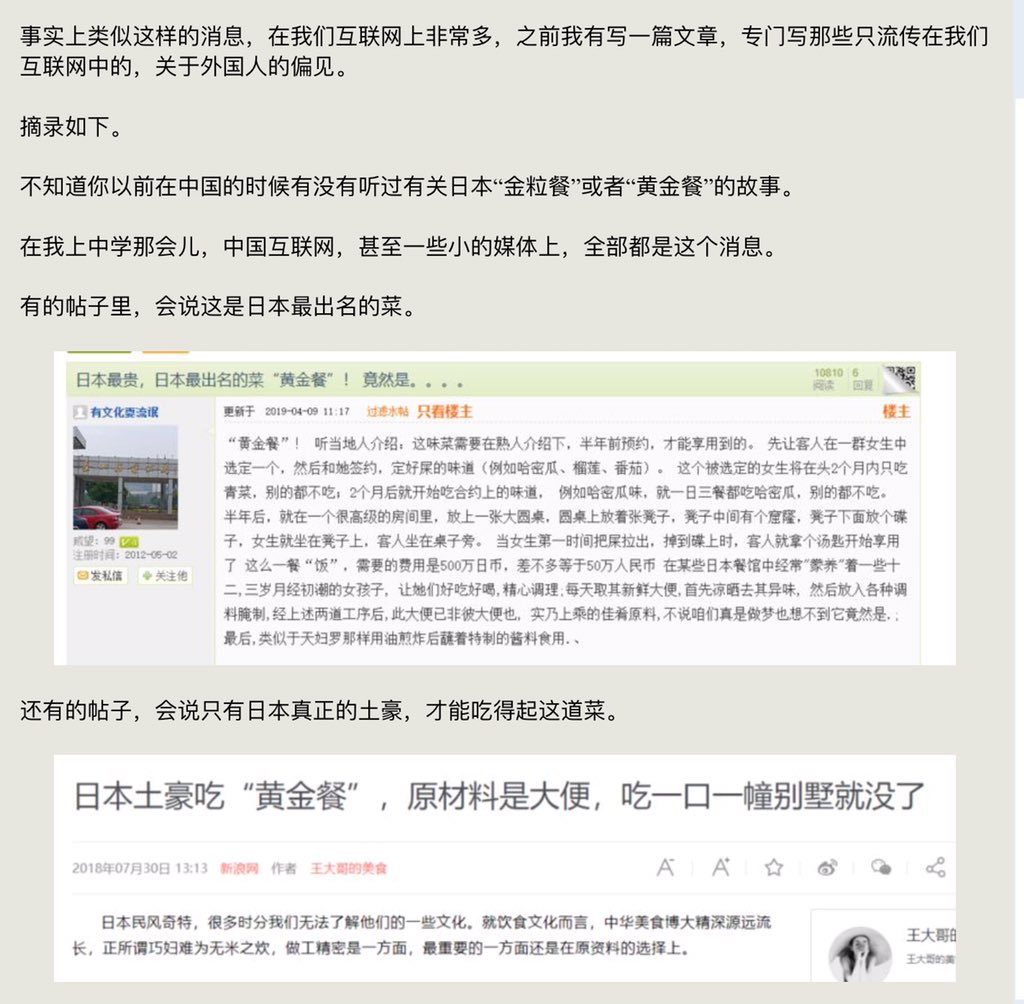 事实上类似这样的消息，在我们互联网上非常多，之前我有写一篇文章，专门写那些只流传在我们
互联网中的，关于外国人的偏见。
摘录如下。
不知道你以前在中国的时候有没有听过有关日本“金粒餐”或者“黄金餐”的故事。
在我上中学那会儿，中国互联网，甚至一些小的媒体上，全部都是这个消息。
有的帖子里，会说这是日本最出名的菜。
日本最贵，日本最出名的菜“黄金餐”！ 竟然是。。。。
10810 6
阅读 回复
有文化耍流氓
更新于 2019-04-09 11:17 过滤水帖 只看楼主
楼主
“黄金餐”！ 听当地人介绍：这味菜需要在熟人介绍下，半年前预约，才能享用到的。 先让客人在一群女生中
选定一个，然后和她签约，定好屎的味道（例如哈密瓜、榴莲、番茄）。 这个被选定的女生将在头2个月内只吃
青菜，别的都不吃；2个月后就开始吃合约上的味道， 例如哈密瓜味，就一日三餐都吃哈密瓜，别的都不吃。
半年后，就在一个很高级的房间里，放上一张大圆桌，圆桌上放着张凳子，凳子中间有个窟窿，凳子下面放个碟
子，女生就坐在凳子上，客人坐在桌子旁。 当女生第一时间把屎拉出，掉到碟上时，客人就拿个汤匙开始享用
了 这么一餐“饭”，需要的费用是500万日币，差不多等于50万人民币 在某些日本餐馆中经常"蒙养"着一些十
二,三岁月经初潮的女孩子， 让她们好吃好喝,精心调理;每天取其新鲜大便,首先凉晒去其异味， 然后放入各种调
料腌制,经上述两道工序后,此大便已非彼大便也， 实乃上乘的佳肴原料,不说咱们真是做梦也想不到它竟然是.;
最后,类似于天妇罗那样用油煎炸后蘸着特制的酱料食用.、
威望：99
注册时间：2012-05-02
发私信 关注他
还有的帖子，会说只有日本真正的土豪，才能吃得起这道菜。
日本土豪吃“黄金餐”，原材料是大便，吃一口一幢别墅就没了
2018年07月30日 13:13 新浪网 作者 王大哥的美食
日本民风奇特，很多时分我们无法了解他们的一些文化。就饮食文化而言，中华美食博大精深源远流
长，正所谓巧妇难为无米之炊，做工精密是一方面，最重要的一方面还是在原资料的选择上。
王大哥的
王大哥的美